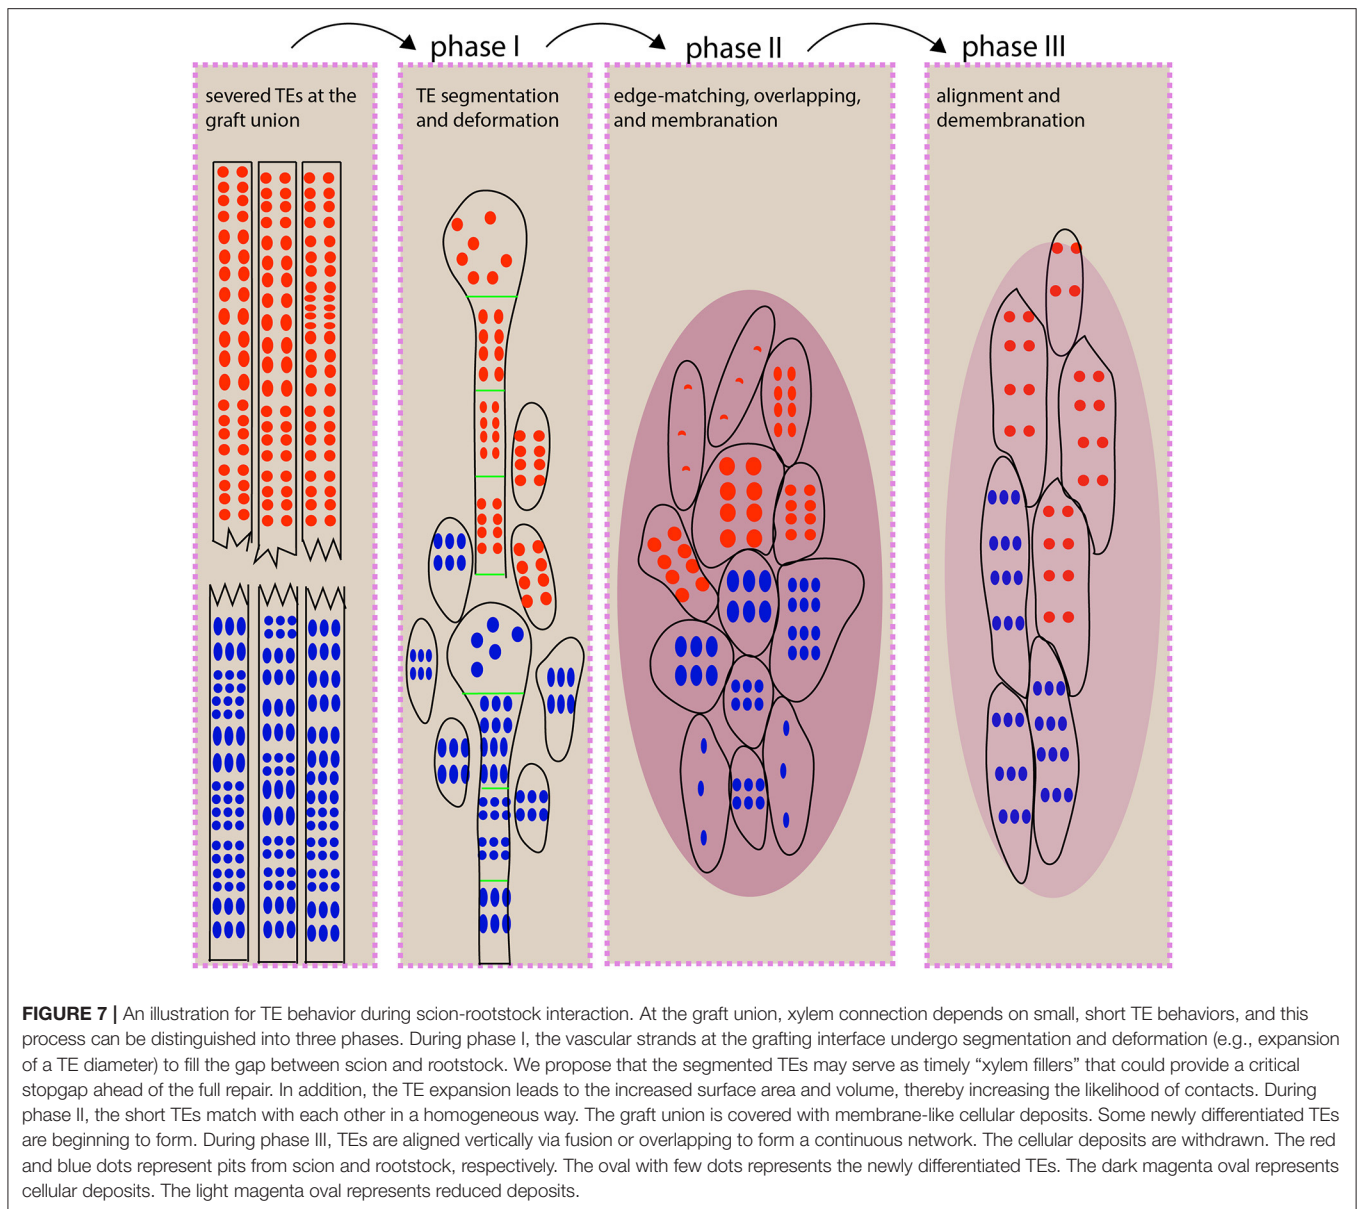 phase I
phase II
phase III
severed TEs at the
graft union
TE segmentation
and deformation
edge-matching, overlapping,
and membranation
alignment and
demembranation
FIGURE 7 | An illustration for TE behavior during scion-rootstock interaction. At the graft union, xylem connection depends on small, short TE behaviors, and this
process can be distinguished into three phases. During phase I, the vascular strands at the grafting interface undergo segmentation and deformation (e.g., expansion
of a TE diameter) to fill the gap between scion and rootstock. We propose that the segmented TEs may serve as timely “xylem fillers” that could provide a critical
stopgap ahead of the full repair. In addition, the TE expansion leads to the increased surface area and volume, thereby increasing the likelihood of contacts. During
phase II, the short TEs match with each other in a homogeneous way. The graft union is covered with membrane-like cellular deposits. Some newly differentiated TEs
are beginning to form. During phase III, TEs are aligned vertically via fusion or overlapping to form a continuous network. The cellular deposits are withdrawn. The red
and blue dots represent pits from scion and rootstock, respectively. The oval with few dots represents the newly differentiated TEs. The dark magenta oval represents
cellular deposits. The light magenta oval represents reduced deposits.